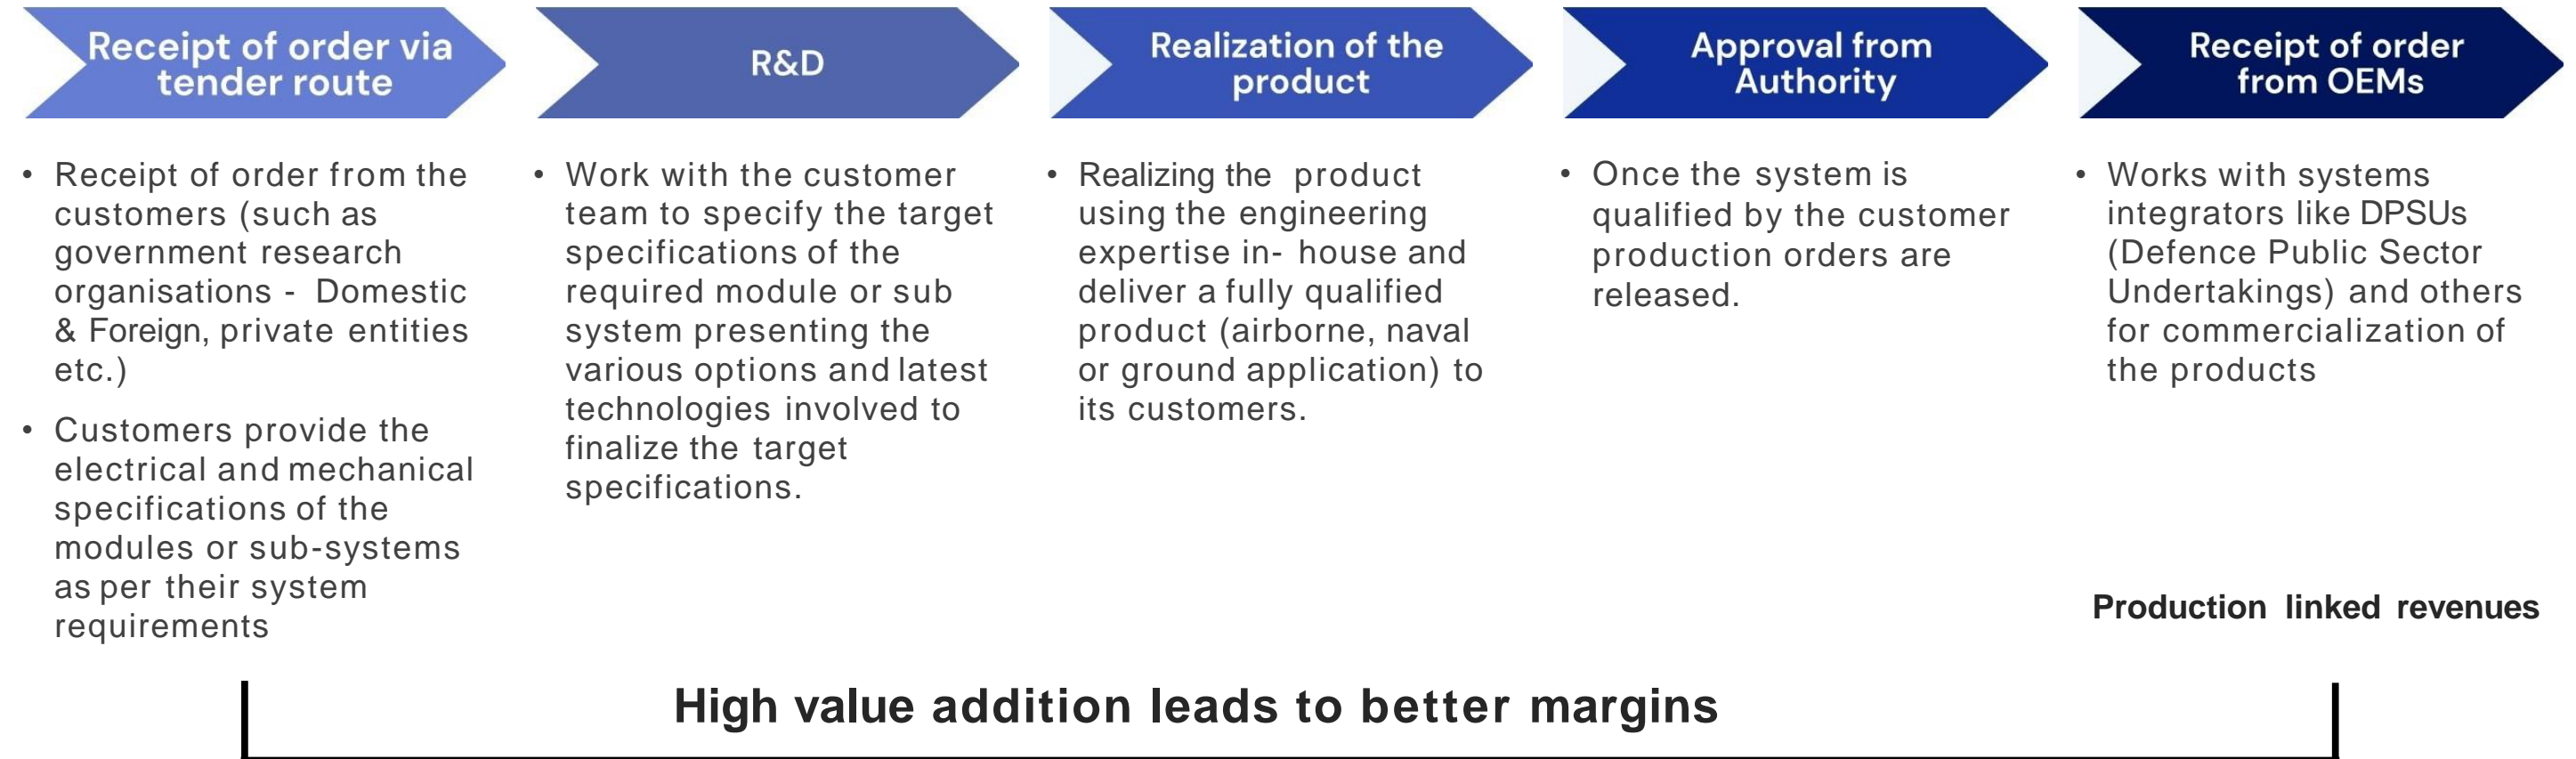 Receipt of order via
tender route
R&D
Realization of the
product
Approval from
Authority
Receipt of order
from OEMs
• Receipt of order from the
customers (such as
government research
organisations - Domestic
& Foreign, private entities
etc.)
• Customers provide the
electrical and mechanical
specifications of the
modules or sub-systems
as per their system
requirements
• Work with the customer
team to specify the target
specifications of the
required module or sub
system presenting the
various options and latest
technologies involved to
finalize the target
specifications.
• Realizing the product
using the engineering
expertise in- house and
deliver a fully qualified
product (airborne, naval
or ground application) to
its customers.
• Once the system is
qualified by the customer
production orders are
released.
• Works with systems
integrators like DPSUs
(Defence Public Sector
Undertakings) and others
for commercialization of
the products
Production linked revenues
High value addition leads to better margins